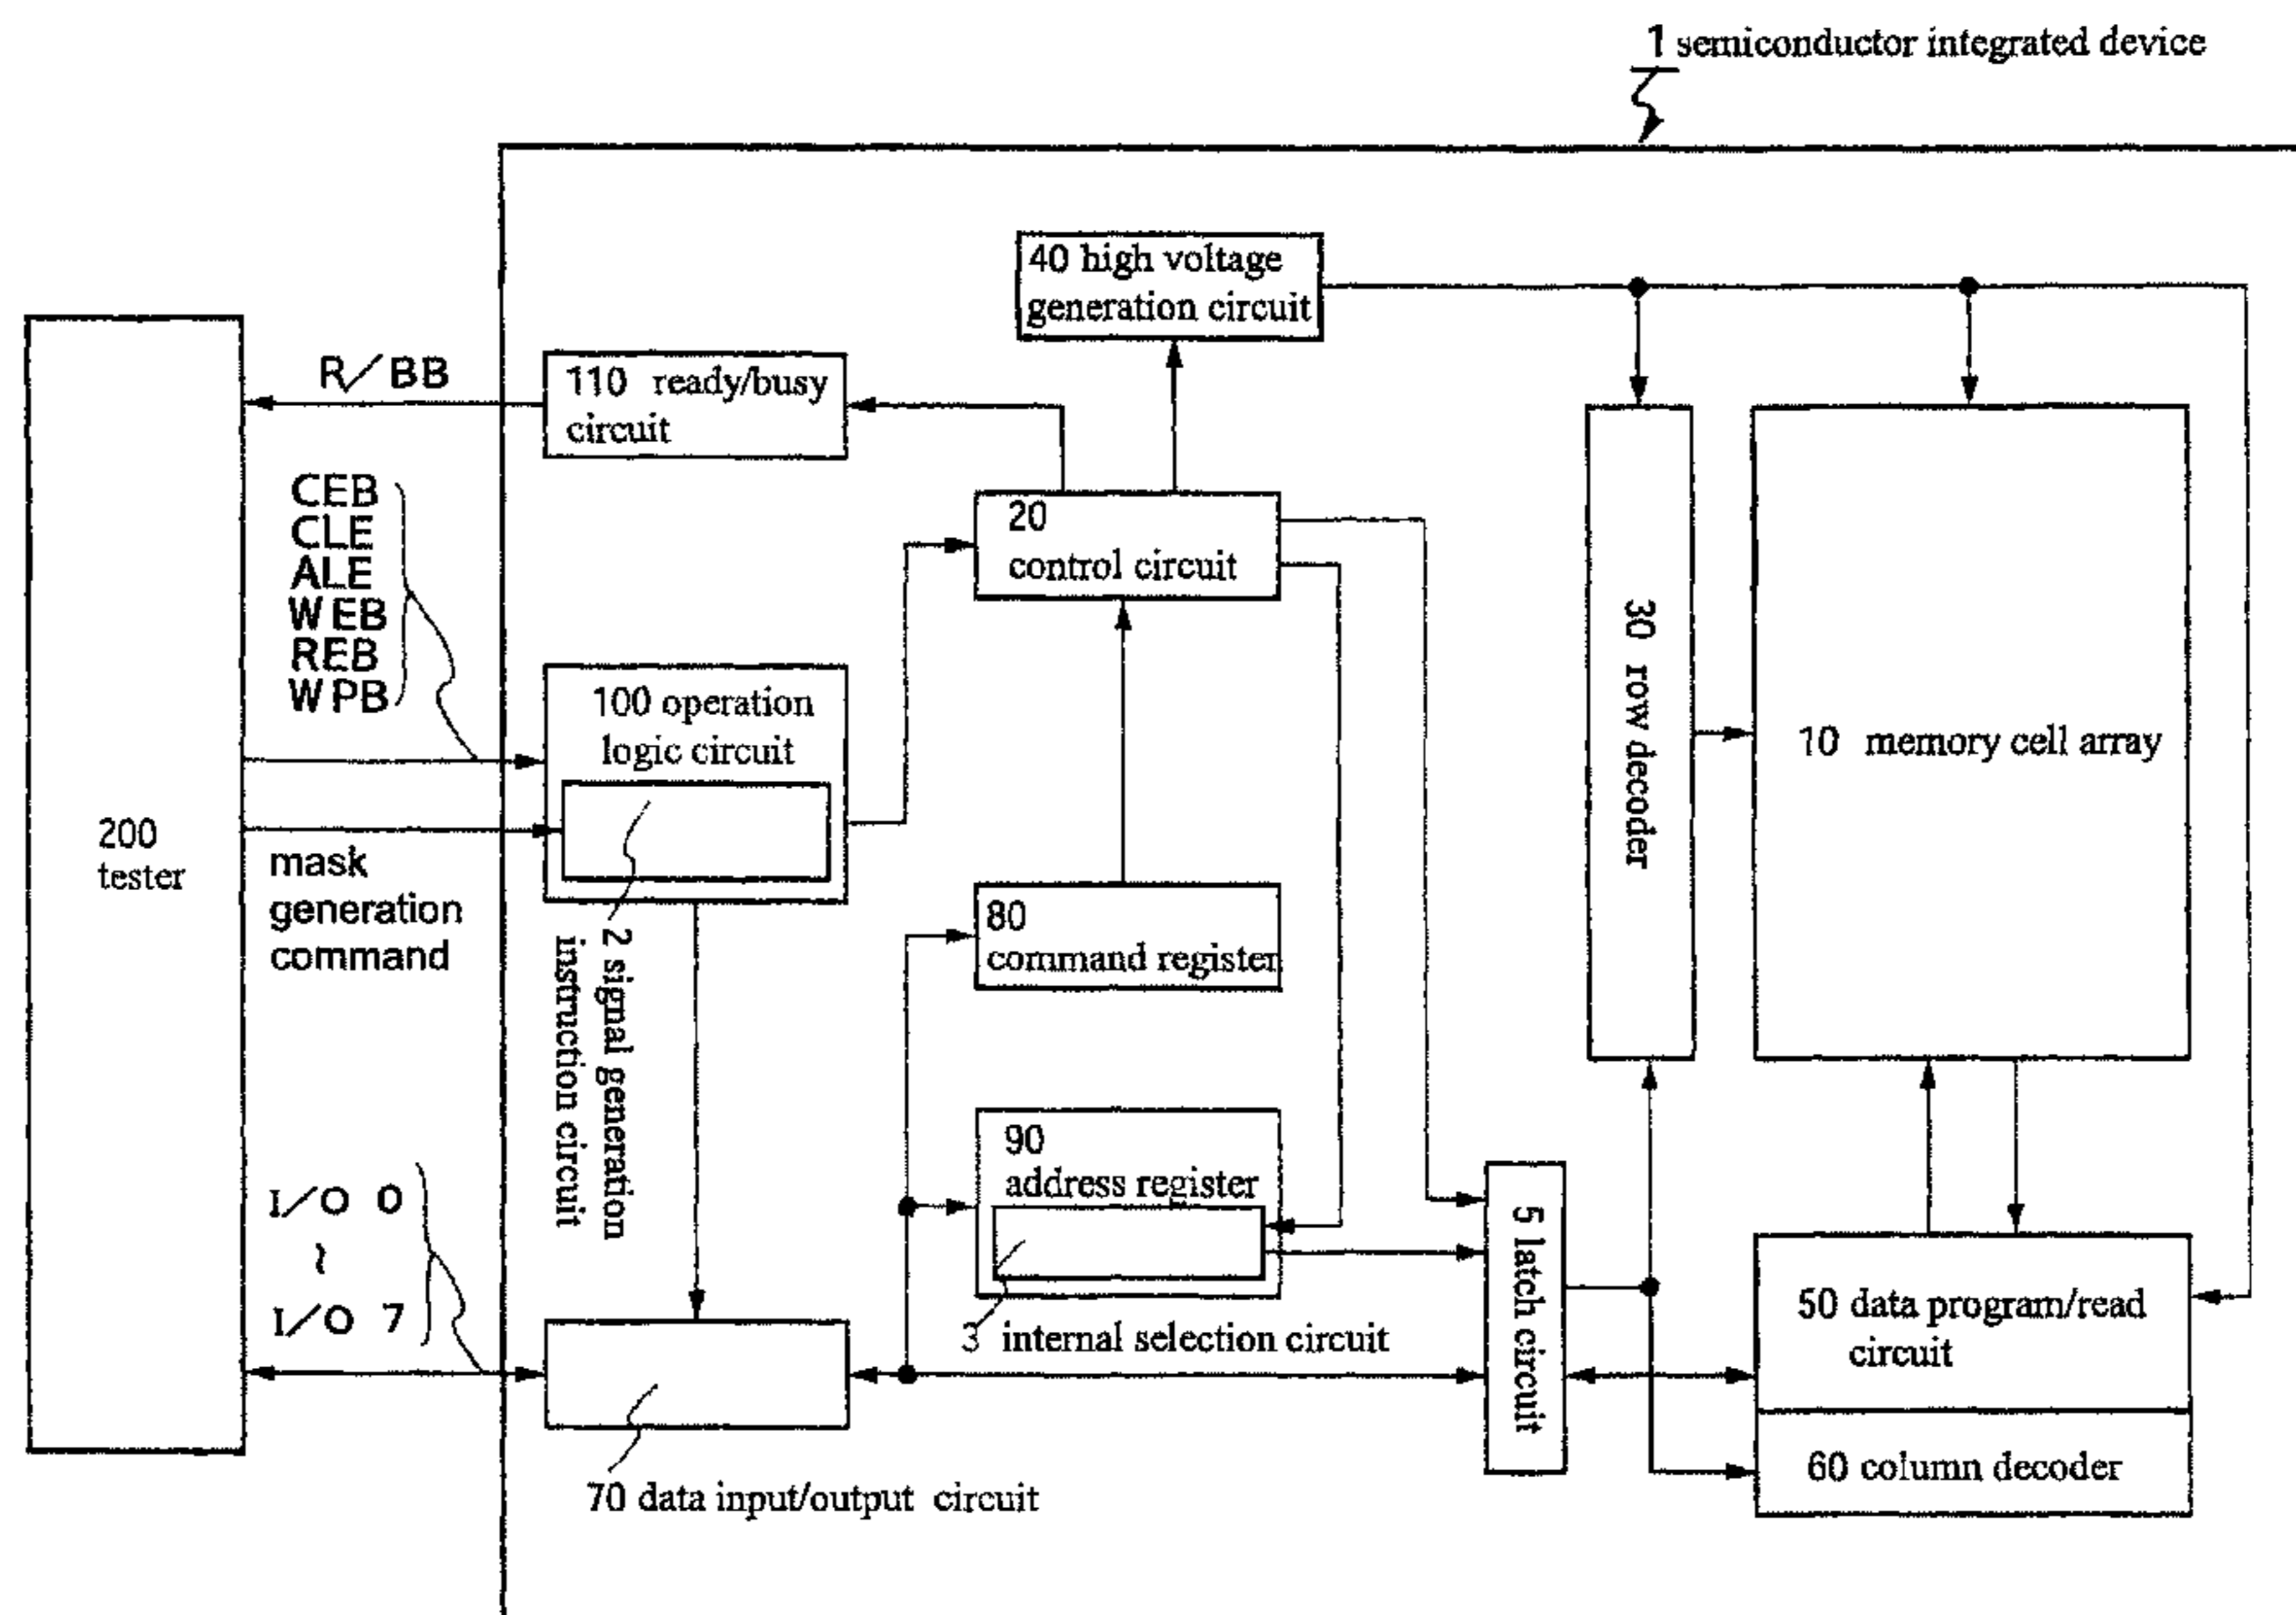 1 semiconductor integrated device
40 high voltage
generation circuit
R/BB
110 ready/busy
circuit
CEB
CLE
ALE
WEB
REB
WPB
20
control circuit
30 row decoder
10 memory cell array
100 operation
logic circuit
200
tester
mask
generation
command
2 signal generation
instruction circuit
80
command register
90
address register
I/O 0
~
I/O 7
3 internal selection circuit
5 latch circuit
50 data program/read
circuit
60 column decoder
70 data input/output circuit